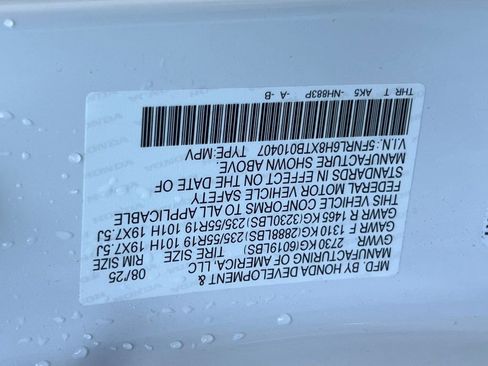 MFD. BY HONDA DEVELOPMENT &
MANUFACTURING OF AMERICA, LLC 08/25
TIRE SIZE RIM SIZE
GVWR 2730 KG(6019LBS)
GAWR F 1310 KG(2888LBS) 235/55R19 101H 19X7.5J
GAWR R 1465 KG(3230LBS) 235/55R19 101H 19X7.5J
THIS VEHICLE CONFORMS TO ALL APPLICABLE
FEDERAL MOTOR VEHICLE SAFETY
STANDARDS IN EFFECT ON THE DATE OF
MANUFACTURE SHOWN ABOVE.
V.I.N.:5FNRL6H8XTB010407 TYPE:MPV
THR T AK5 -NH883P -A -B